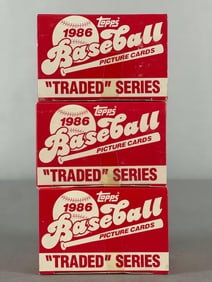 topps
1986
Baseball
PICTURE CARDS
"TRADED" SERIES
topps
1986
Baseball
PICTURE CARDS
"TRADED" SERIES
topps
1986
Baseball
PICTURE CARDS
"TRADED" SERIES